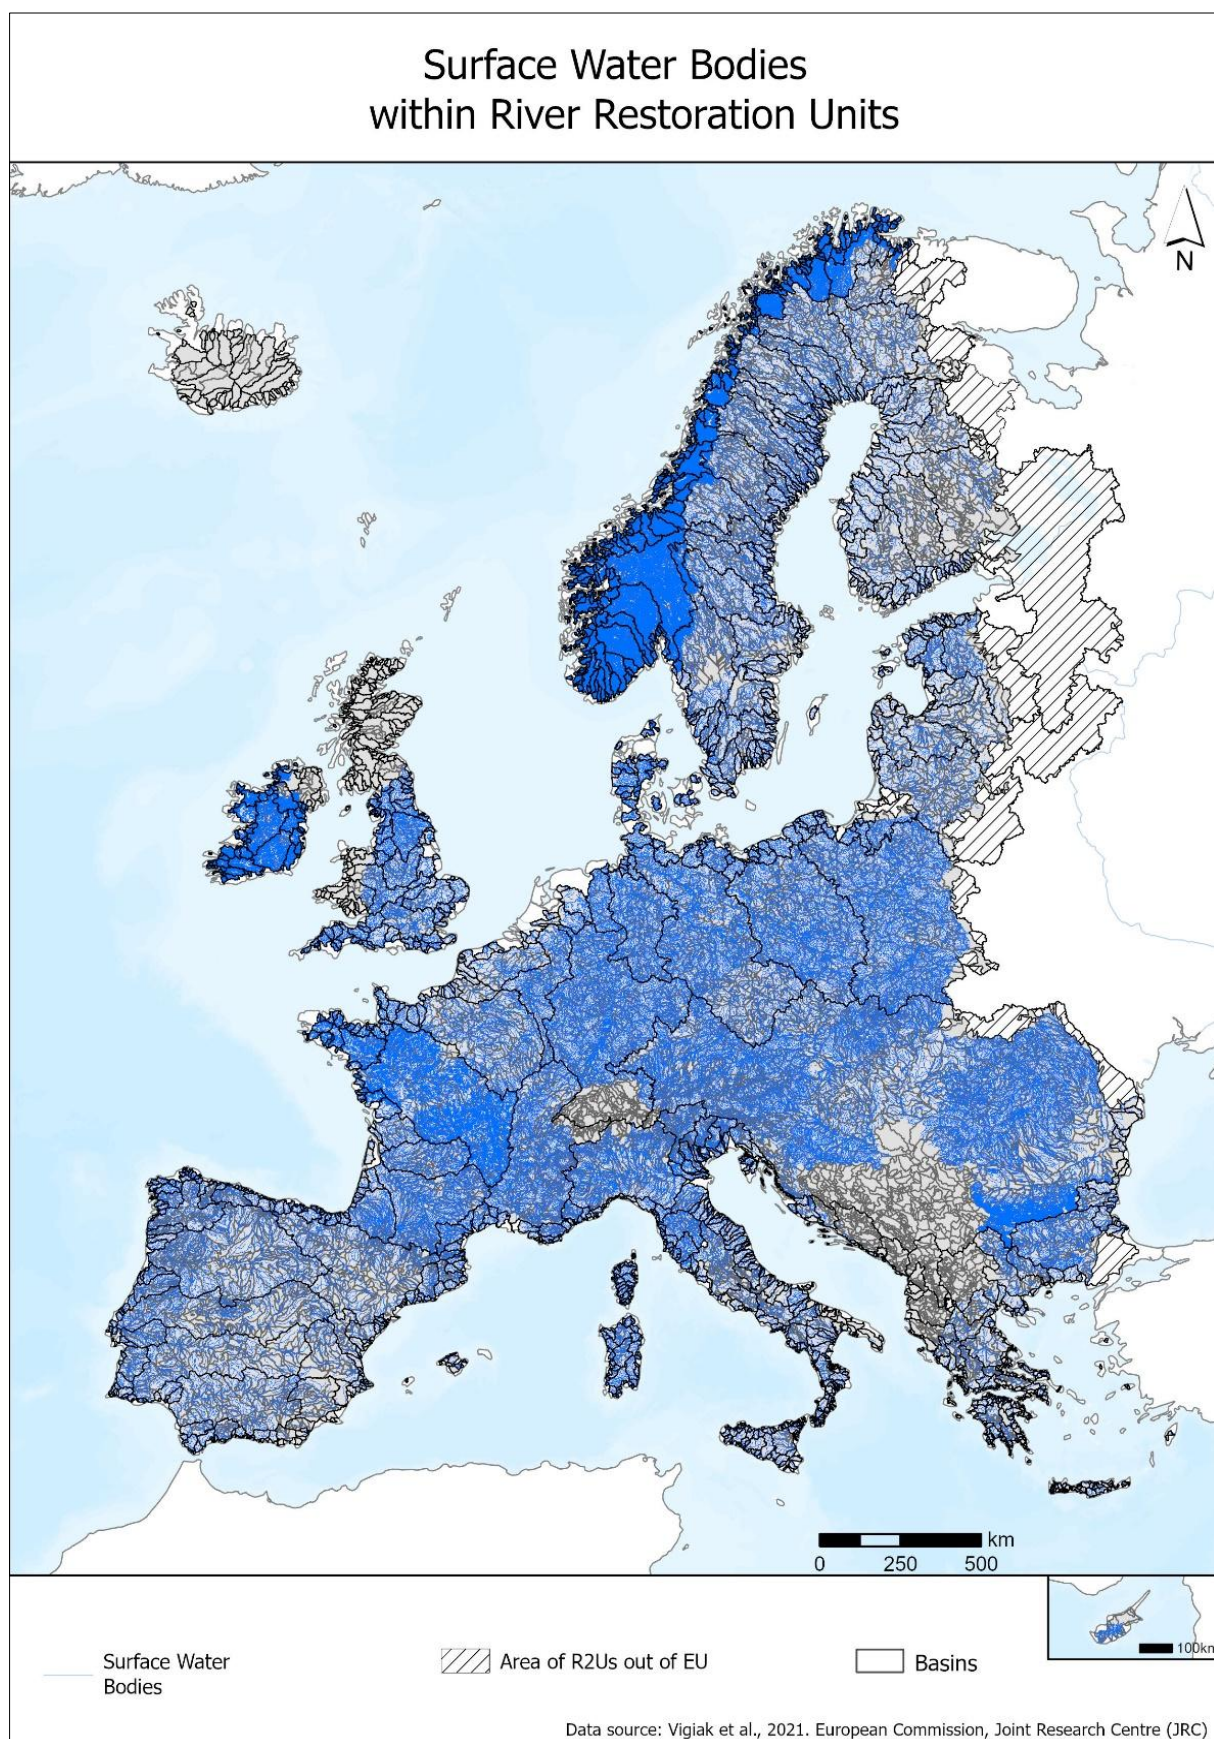 Surface Water Bodies
within River Restoration Units
N
km
0 250 500
100km
Surface Water
Bodies
Area of R2Us out of EU
Basins
Data source: Vigiak et al., 2021. European Commission, Joint Research Centre (JRC)